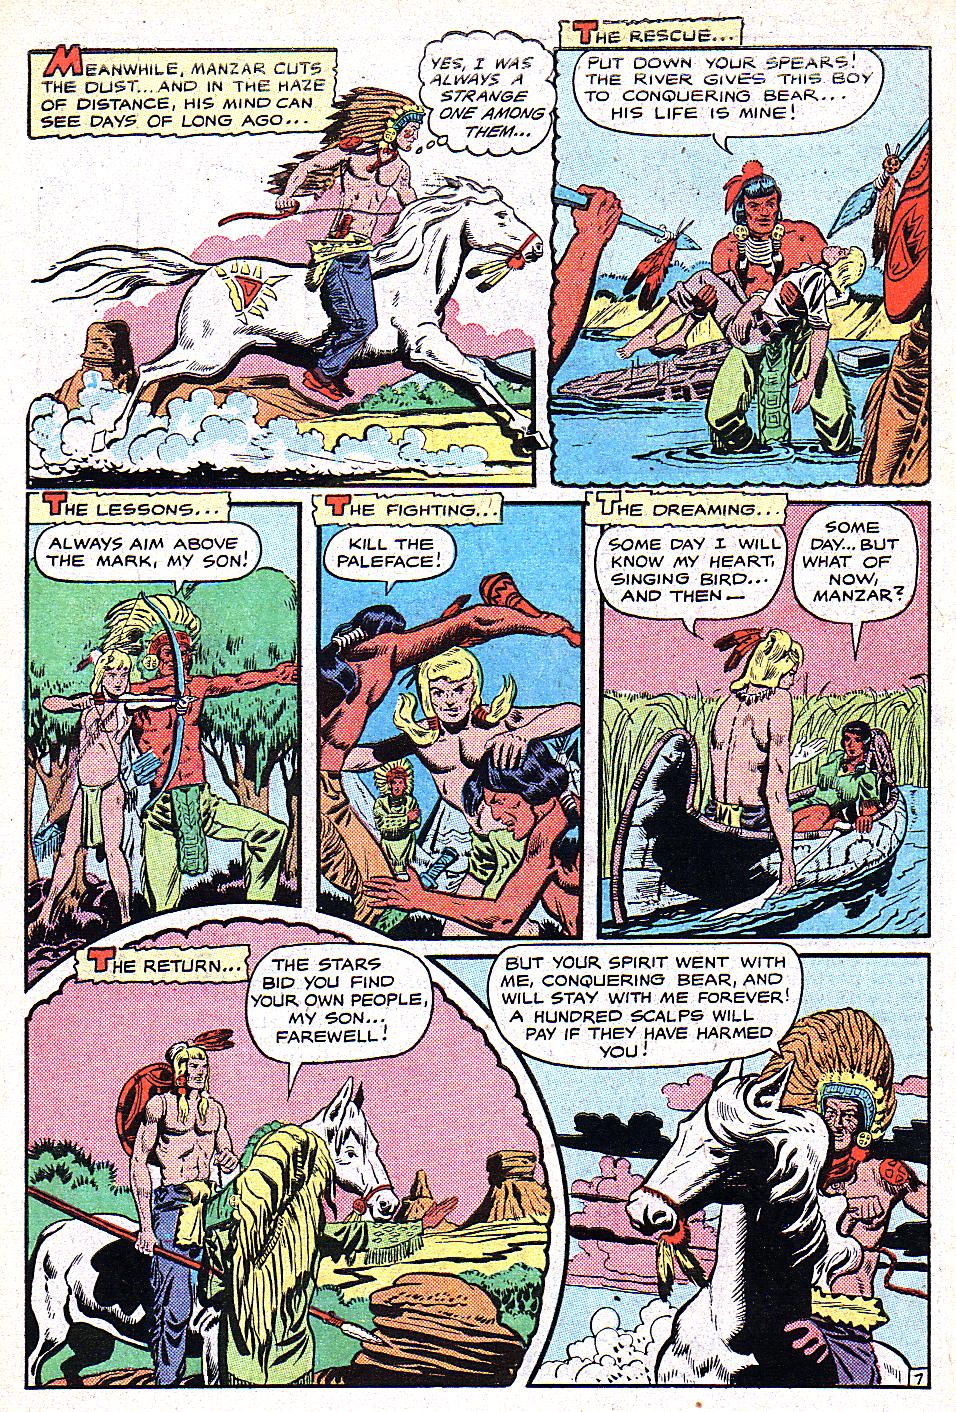 MEANWHILE, MANZAR CUTS
THE DUST...AND IN THE HAZE
OF DISTANCE, HIS MIND CAN
SEE DAYS OF LONG AGO...
YES, I WAS
ALWAYS A
STRANGE
ONE AMONG
THEM...
THE RESCUE...
PUT DOWN YOUR SPEARS!
THE RIVER GIVES THIS BOY
TO CONQUERING BEAR...
HIS LIFE IS MINE!
THE LESSONS...
ALWAYS AIM ABOVE
THE MARK, MY SON!
THE FIGHTING...
KILL THE
PALEFACE!
THE DREAMING...
SOME DAY I WILL
KNOW MY HEART,
SINGING BIRD...
AND THEN—
SOME
DAY...BUT
WHAT OF
NOW,
MANZAR?
THE RETURN...
THE STARS
BID YOU FIND
YOUR OWN PEOPLE,
MY SON...
FAREWELL!
BUT YOUR SPIRIT WENT WITH
ME, CONQUERING BEAR, AND
WILL STAY WITH ME FOREVER!
A HUNDRED SCALPS WILL
PAY IF THEY HAVE HARMED
YOU!
7